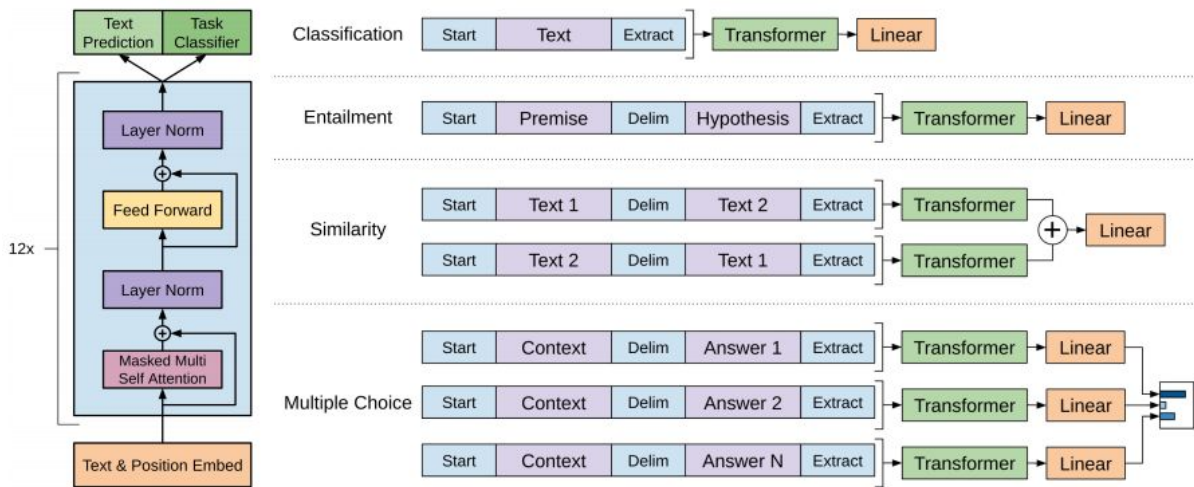 Text
Prediction
Task
Classifier
Layer Norm
+
Feed Forward
12x
Layer Norm
+
Masked Multi
Self Attention
Text & Position Embed
Classification
Start Text Extract Transformer Linear
Entailment
Start Premise Delim Hypothesis Extract Transformer Linear
Similarity
Start Text 1 Delim Text 2 Extract Transformer
+ Linear
Start Text 2 Delim Text 1 Extract Transformer
Multiple Choice
Start Context Delim Answer 1 Extract Transformer Linear
Start Context Delim Answer 2 Extract Transformer Linear
Start Context Delim Answer N Extract Transformer Linear